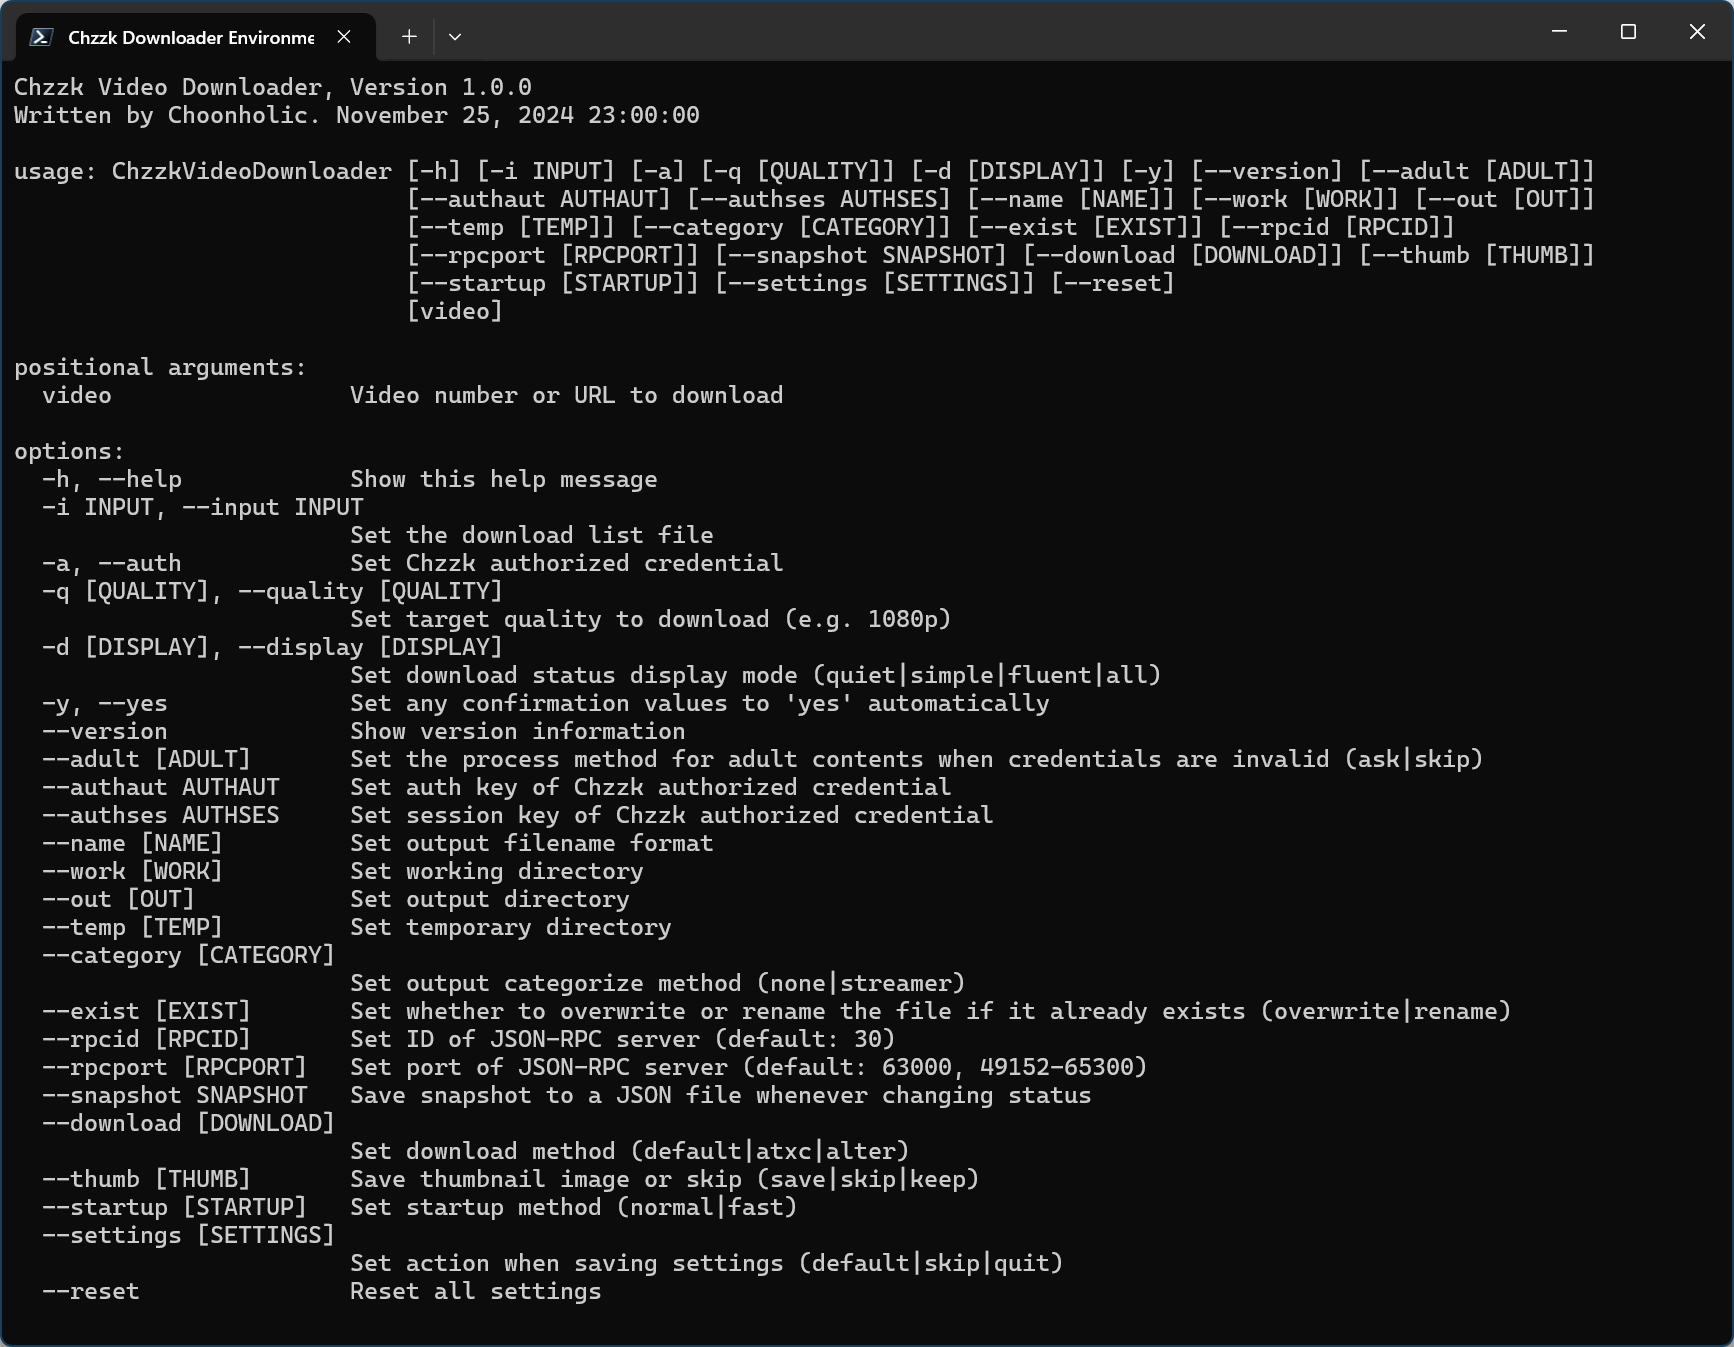 Chzzk Downloader Environme
Chzzk Video Downloader, Version 1.0.0
Written by Choonholic. November 25, 2024 23:00:00
usage: ChzzkVideoDownloader [-h] [-i INPUT] [-a] [-q [QUALITY]] [-d [DISPLAY]] [-y] [--version] [--adult [ADULT]]
[--authaut AUTHAUT] [--authses AUTHSES] [--name [NAME]] [--work [WORK]] [--out [OUT]]
[--temp [TEMP]] [--category [CATEGORY]] [--exist [EXIST]] [--rpcid [RPCID]]
[--rpcport [RPCPORT]] [--snapshot SNAPSHOT] [--download [DOWNLOAD]] [--thumb [THUMB]]
[--startup [STARTUP]] [--settings [SETTINGS]] [--reset]
[video]
positional arguments:
video Video number or URL to download
options:
-h, --help Show this help message
-i INPUT, --input INPUT
Set the download list file
-a, --auth Set Chzzk authorized credential
-q [QUALITY], --quality [QUALITY]
Set target quality to download (e.g. 1080p)
-d [DISPLAY], --display [DISPLAY]
Set download status display mode (quiet|simple|fluent|all)
-y, --yes Set any confirmation values to 'yes' automatically
--version Show version information
--adult [ADULT] Set the process method for adult contents when credentials are invalid (ask|skip)
--authaut AUTHAUT Set auth key of Chzzk authorized credential
--authses AUTHSES Set session key of Chzzk authorized credential
--name [NAME] Set output filename format
--work [WORK] Set working directory
--out [OUT] Set output directory
--temp [TEMP] Set temporary directory
--category [CATEGORY]
Set output categorize method (none|streamer)
--exist [EXIST] Set whether to overwrite or rename the file if it already exists (overwrite|rename)
--rpcid [RPCID] Set ID of JSON-RPC server (default: 30)
--rpcport [RPCPORT] Set port of JSON-RPC server (default: 63000, 49152-65300)
--snapshot SNAPSHOT Save snapshot to a JSON file whenever changing status
--download [DOWNLOAD]
Set download method (default|atxc|alter)
--thumb [THUMB] Save thumbnail image or skip (save|skip|keep)
--startup [STARTUP] Set startup method (normal|fast)
--settings [SETTINGS]
Set action when saving settings (default|skip|quit)
--reset Reset all settings